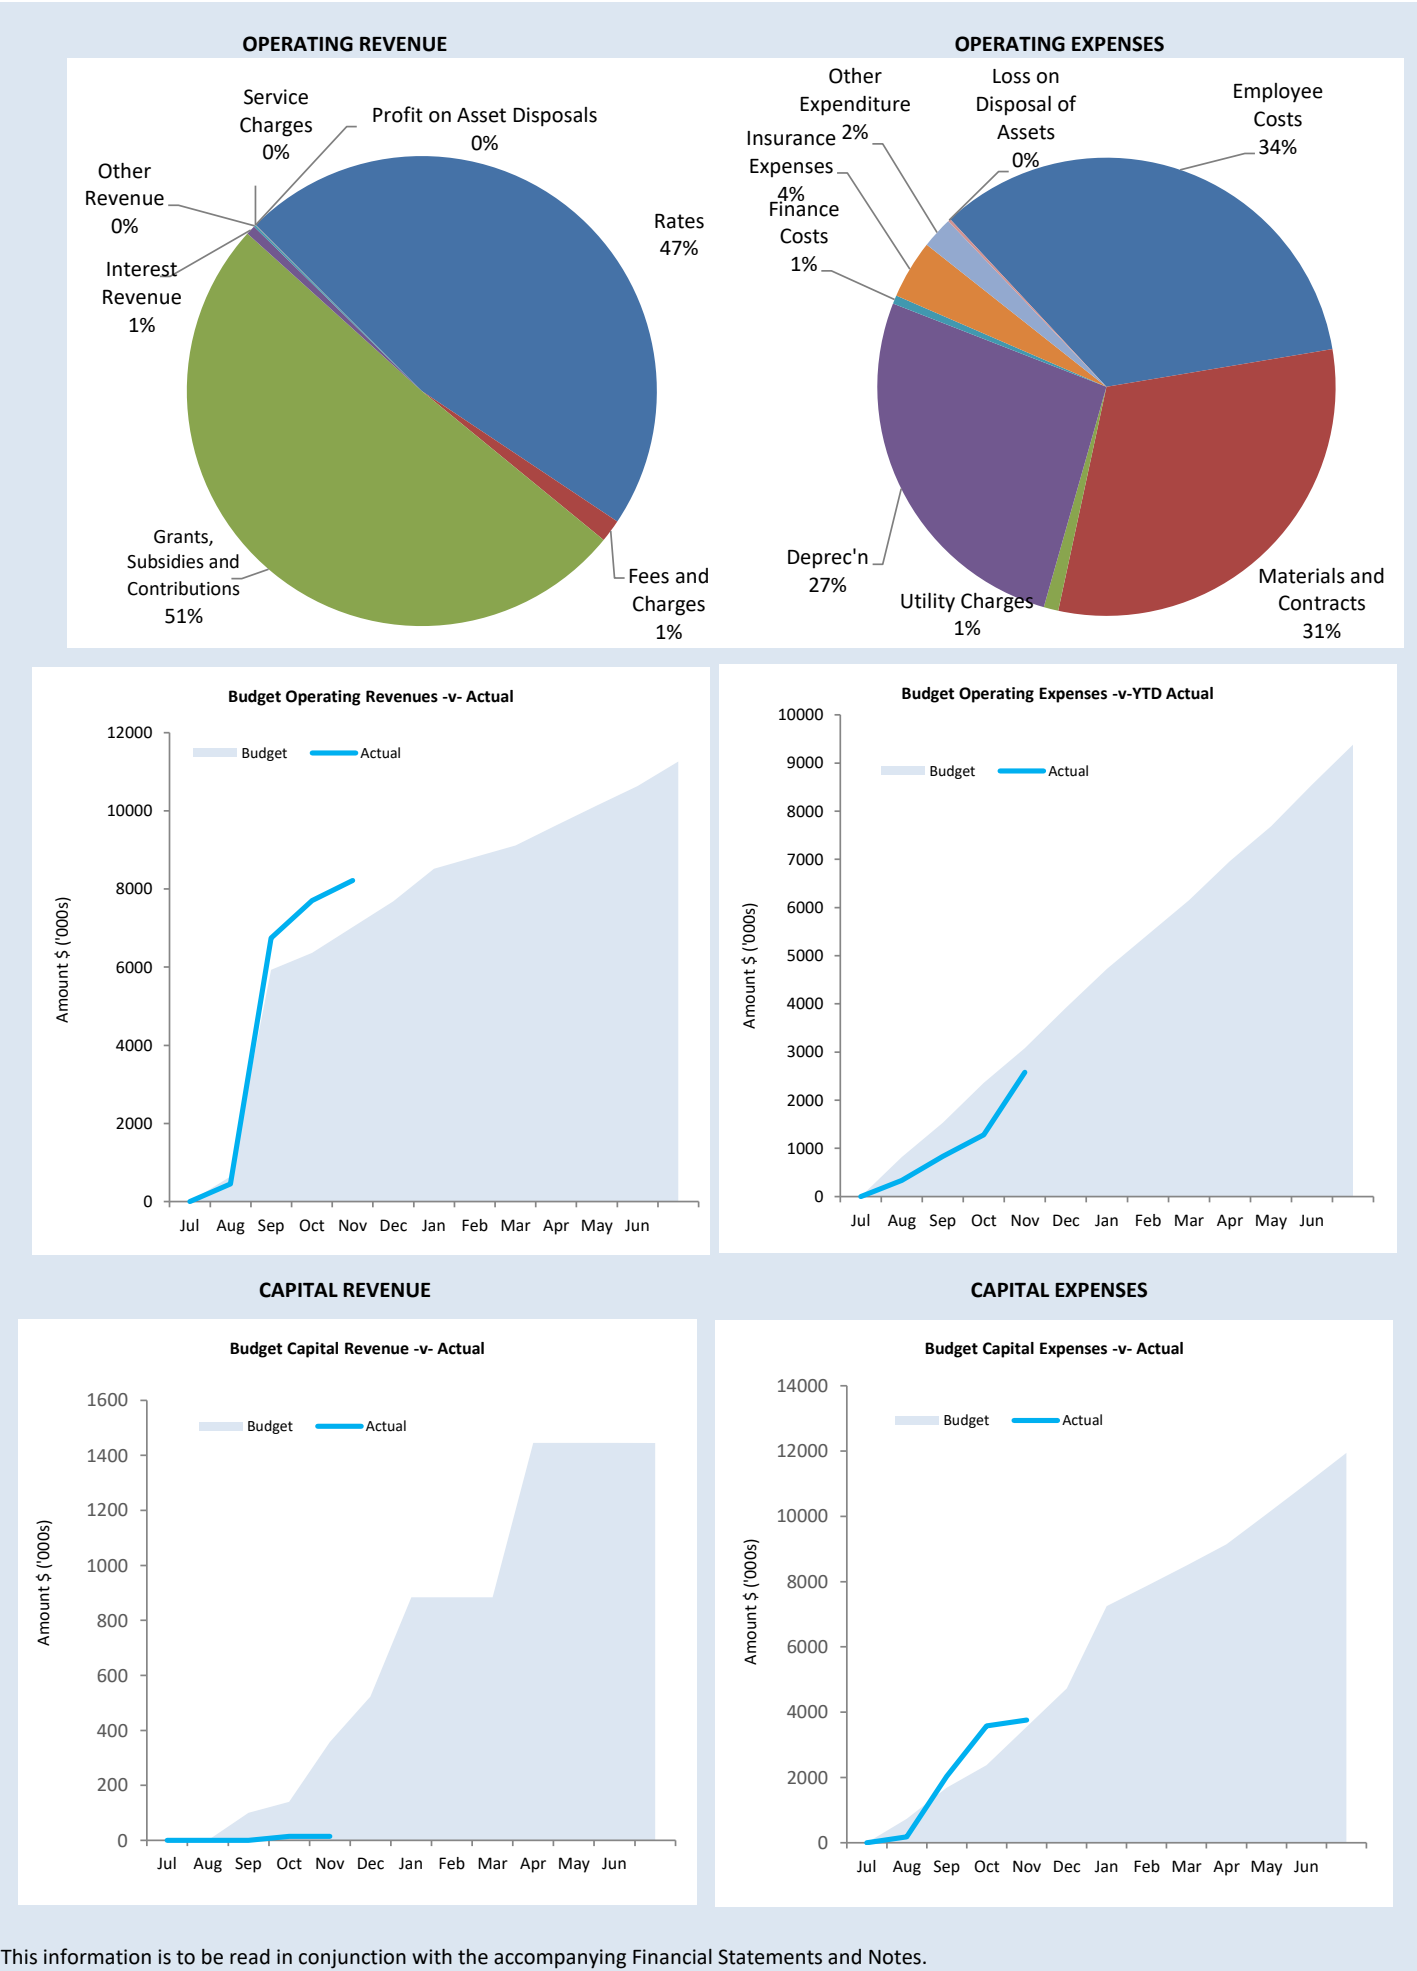 OPERATING REVENUE
Service
Charges
0%
Profit on Asset Disposals
0%
Other
Revenue
0%
Rates
47%
Interest
Revenue
1%
Grants,
Subsidies and
Contributions
51%
Fees and
Charges
1%
OPERATING EXPENSES
Other
Expenditure
2%
Loss on
Disposal of
Assets
0%
Employee
Costs
34%
Insurance
Expenses
4%
Finance
Costs
1%
Deprec'n
27%
Utility Charges
1%
Materials and
Contracts
31%
Budget Operating Revenues -v- Actual
Budget Actual
Amount $ ('000s)
12000
10000
8000
6000
4000
2000
0
Jul Aug Sep Oct Nov Dec Jan Feb Mar Apr May Jun
Budget Operating Expenses -v-YTD Actual
Budget Actual
Amount $ ('000s)
10000
9000
8000
7000
6000
5000
4000
3000
2000
1000
0
Jul Aug Sep Oct Nov Dec Jan Feb Mar Apr May Jun
CAPITAL REVENUE
Budget Capital Revenue -v- Actual
Budget Actual
Amount $ ('000s)
1600
1400
1200
1000
800
600
400
200
0
Jul Aug Sep Oct Nov Dec Jan Feb Mar Apr May Jun
CAPITAL EXPENSES
Budget Capital Expenses -v- Actual
Budget Actual
Amount $ ('000s)
14000
12000
10000
8000
6000
4000
2000
0
Jul Aug Sep Oct Nov Dec Jan Feb Mar Apr May Jun
This information is to be read in conjunction with the accompanying Financial Statements and Notes.